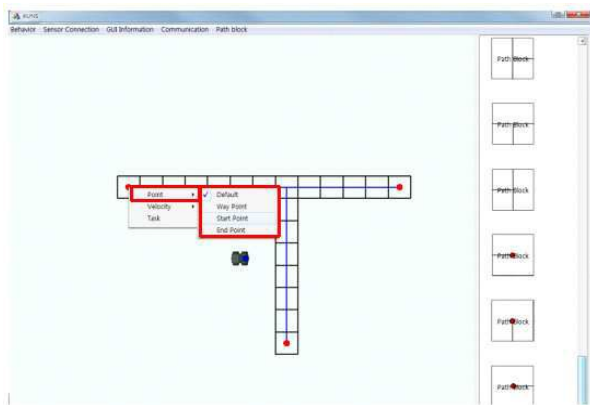 KUNS
Behavior Sensor Connection GUI Information Communication Path block
Path Block
Path Block
Path Block
Path Block
Path Block
Path Block
Point
Velocity
Task
Default
Way Point
Start Point
End Point